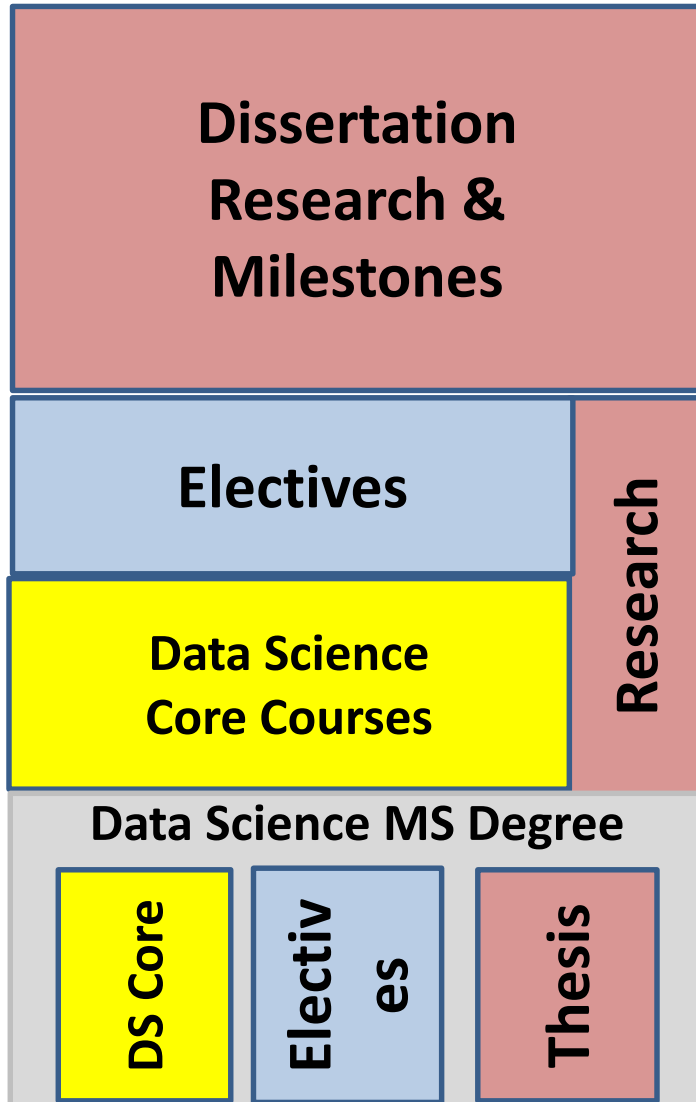 Dissertation
Research &
Milestones
Electives
Research
Data Science
Core Courses
Data Science MS Degree
DS Core
Electiv
es
Thesis